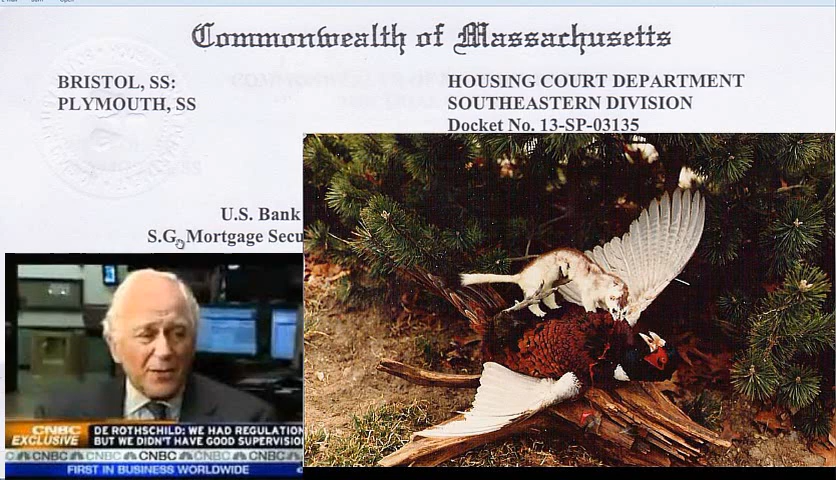 Commonwealth of Massachusetts
BRISTOL, SS:
PLYMOUTH, SS
HOUSING COURT DEPARTMENT
SOUTHEASTERN DIVISION
Docket No. 13-SP-03135
U.S. Bank
S.G. Mortgage Secu
CNBC
EXCLUSIVE
DE ROTHSCHILD: WE HAD REGULATION
BUT WE DIDN'T HAVE GOOD SUPERVISIO
CNBC CNBC CNBC CNBC CNBC
FIRST IN BUSINESS WORLDWIDE